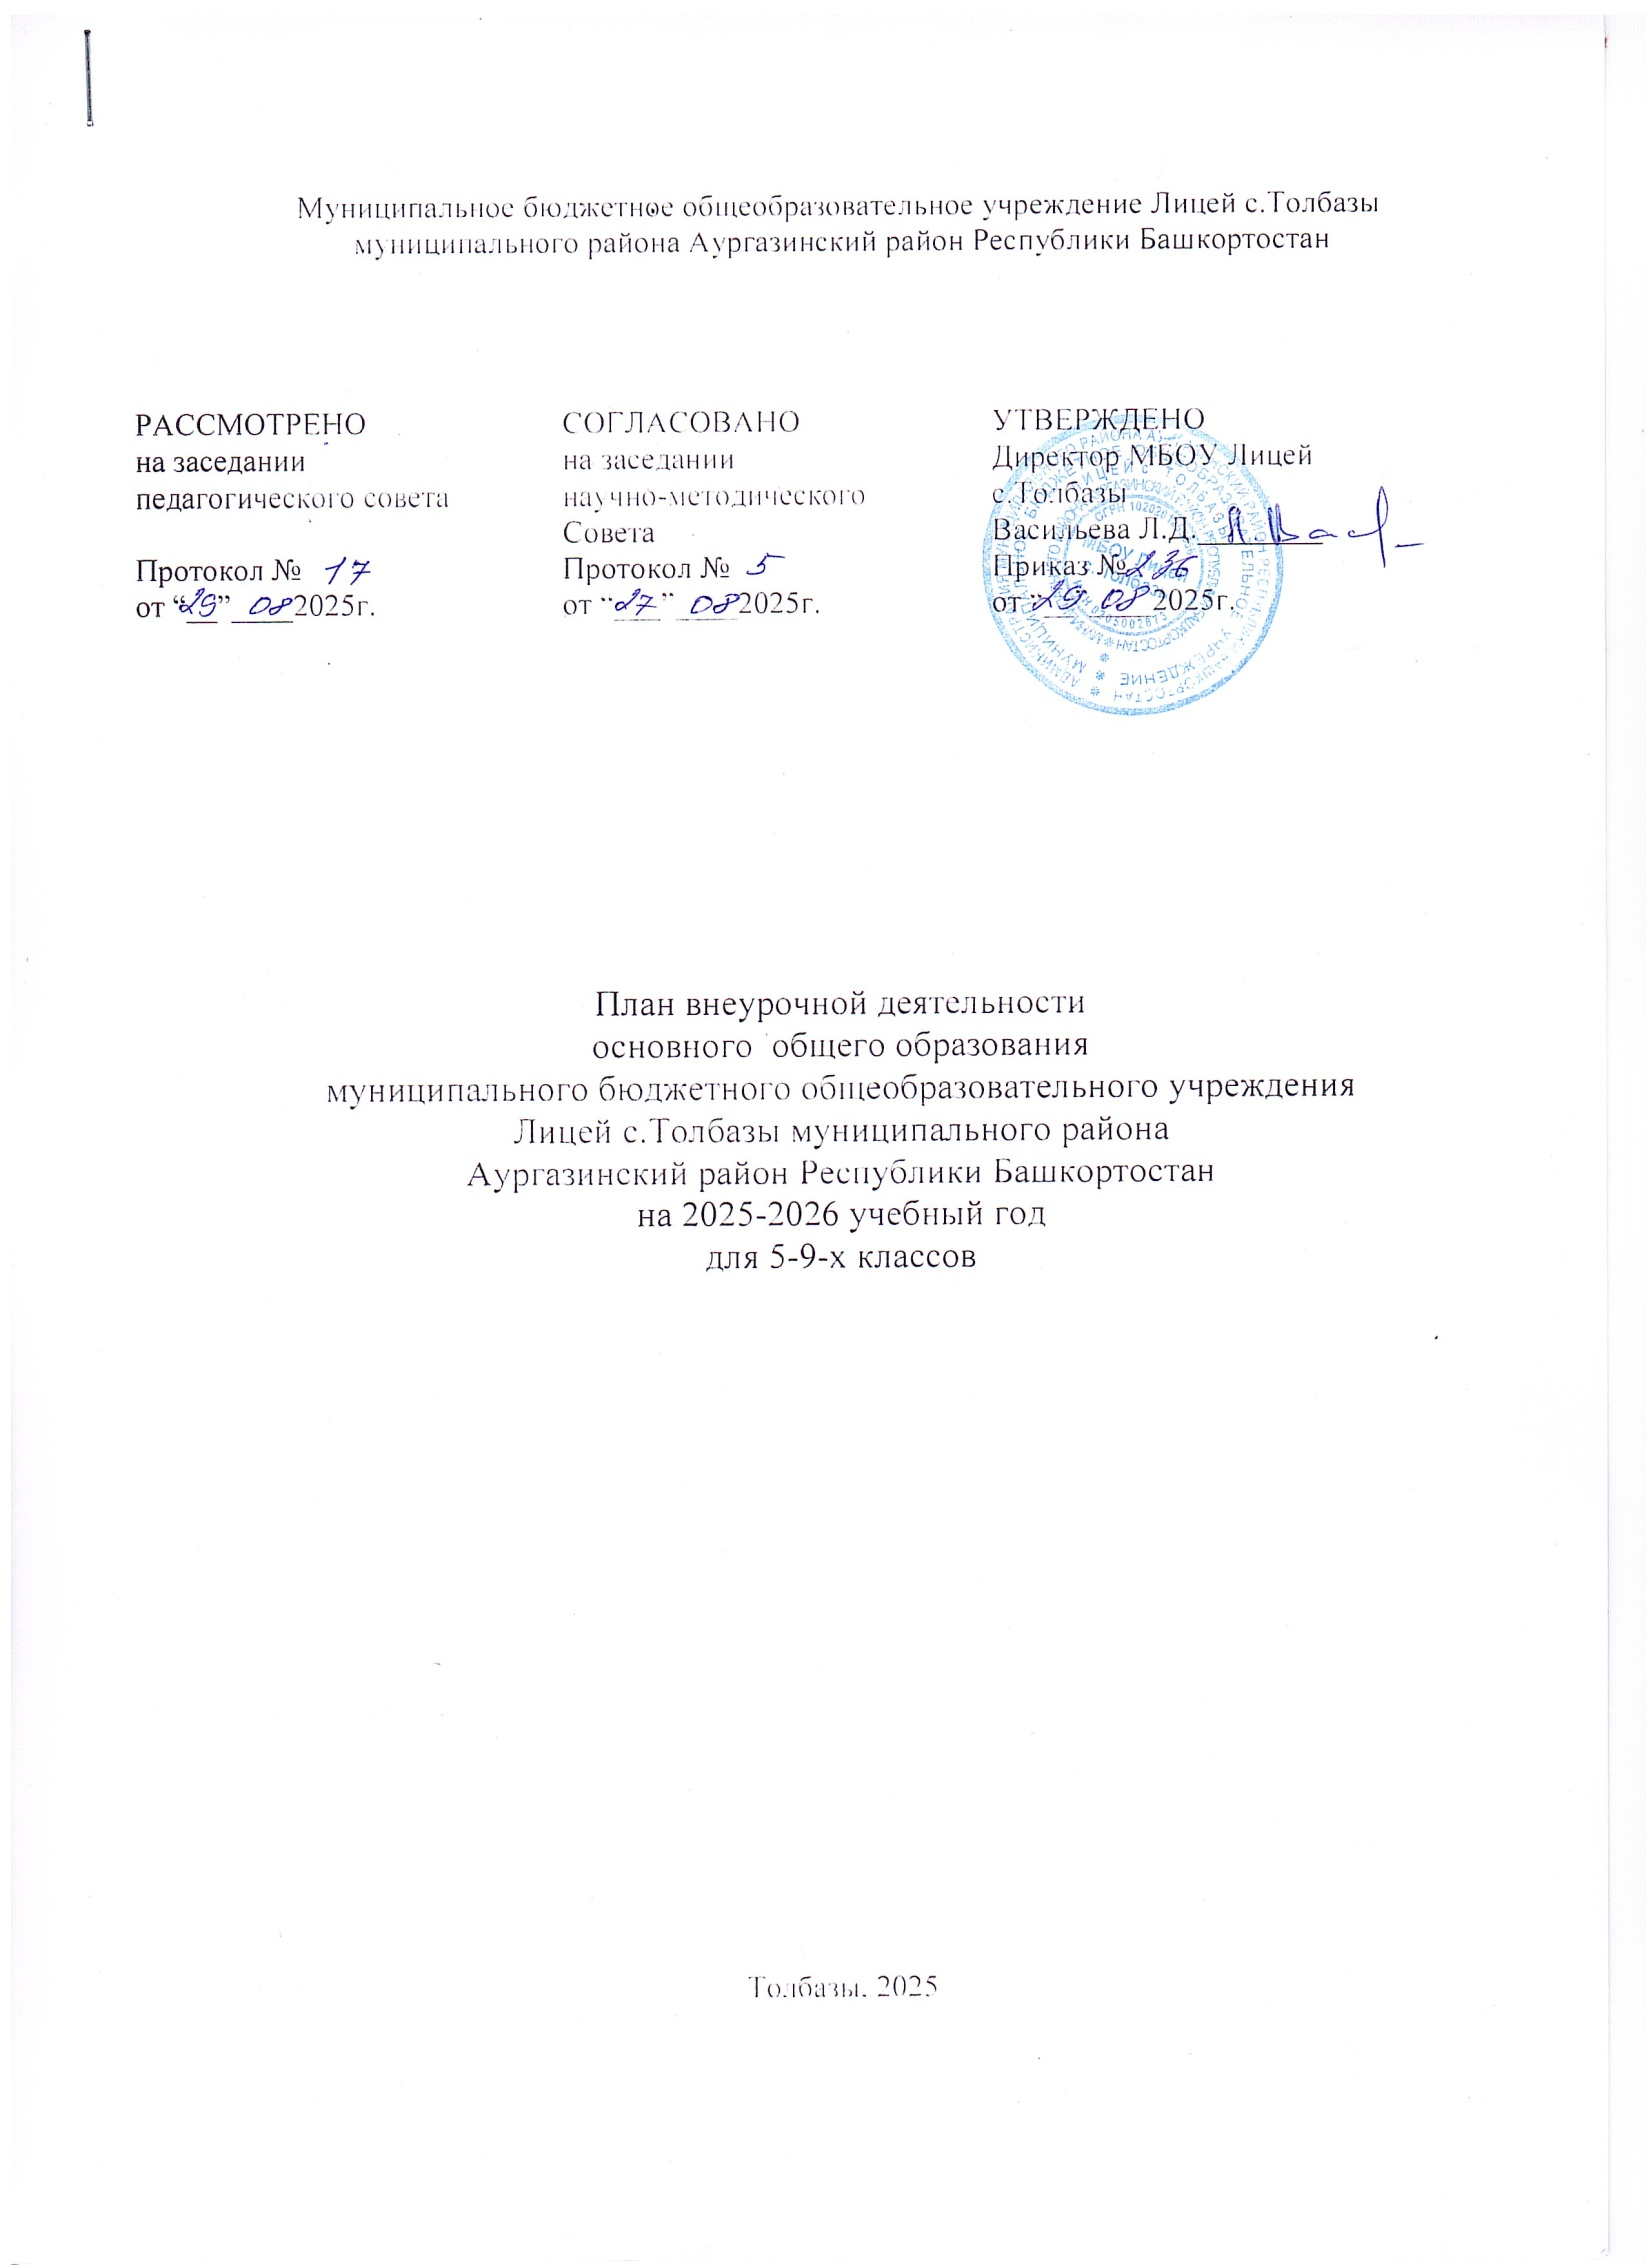 Муниципальное бюджетное общеобразовательное учреждение Лицей с.Толбазы
муниципального района Аургазинский район Республики Башкортостан
РАССМОТРЕНО
на заседании
педагогического совета
Протокол № 17
от “29” 08 2025г.
СОГЛАСОВАНО
на заседании
научно-методического
Совета
Протокол № 5
от “27” 08 2025г.
УТВЕРЖДЕНО
Директор МБОУ Лицей
с.Толбазы
Васильева Л.Д.
Приказ № 236
от “29 08 2025г.
План внеурочной деятельности
основного общего образования
муниципального бюджетного общеобразовательного учреждения
Лицей с.Толбазы муниципального района
Аургазинский район Республики Башкортостан
на 2025-2026 учебный год
для 5-9-х классов
Толбазы, 2025